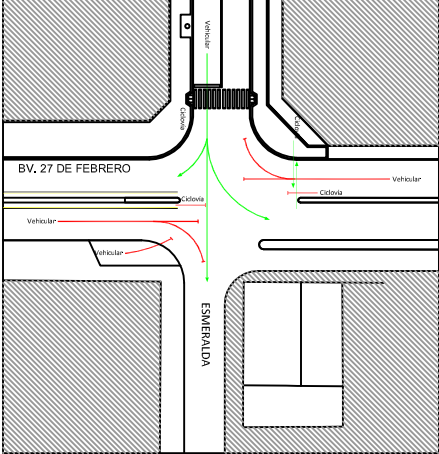 Vehicular
Ciclovia
Ciclovia
BV. 27 DE FEBRERO
Vehicular
Ciclovia
Ciclovia
Vehicular
Vehicular
ESMERALDA